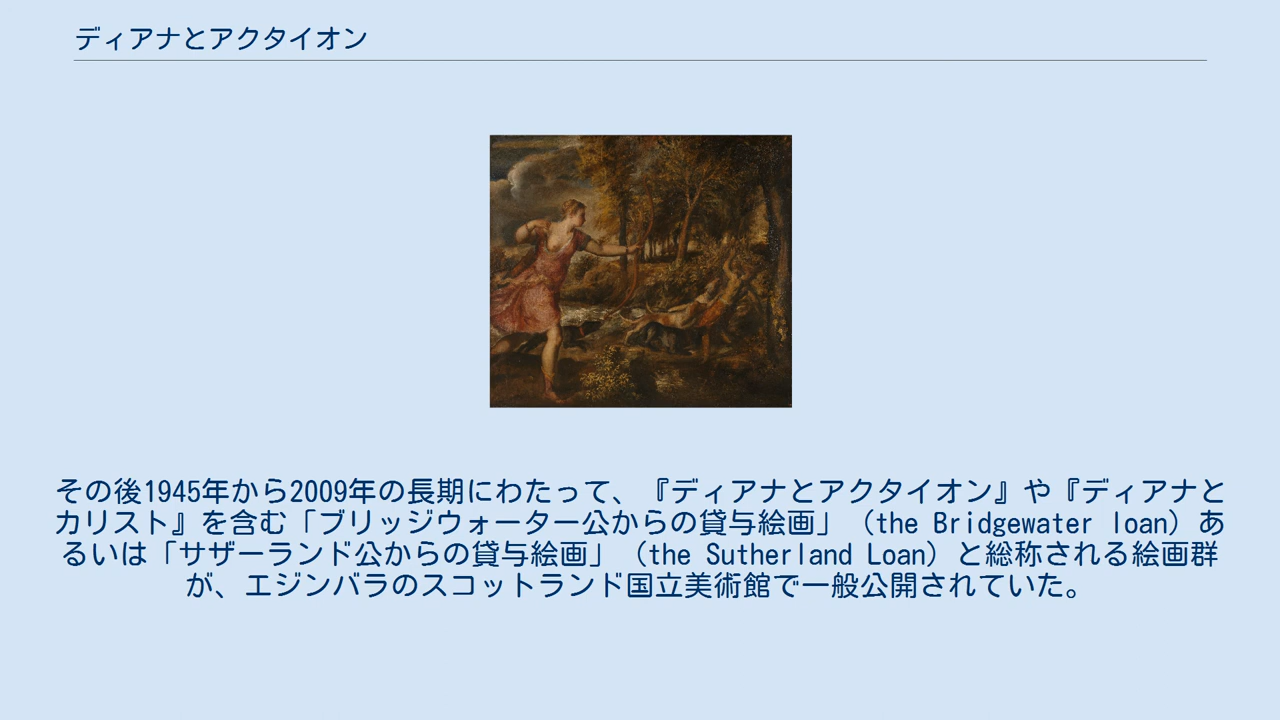 ディアナとアクタイオン
その後1945年から2009年の長期にわたって、『ディアナとアクタイオン』や『ディアナと
カリスト』を含む「ブリッジウォーター公からの貸与絵画」（the Bridgewater loan）あ
るいは「サザーランド公からの貸与絵画」（the Sutherland Loan）と総称される絵画群
が、エジンバラのスコットランド国立美術館で一般公開されていた。